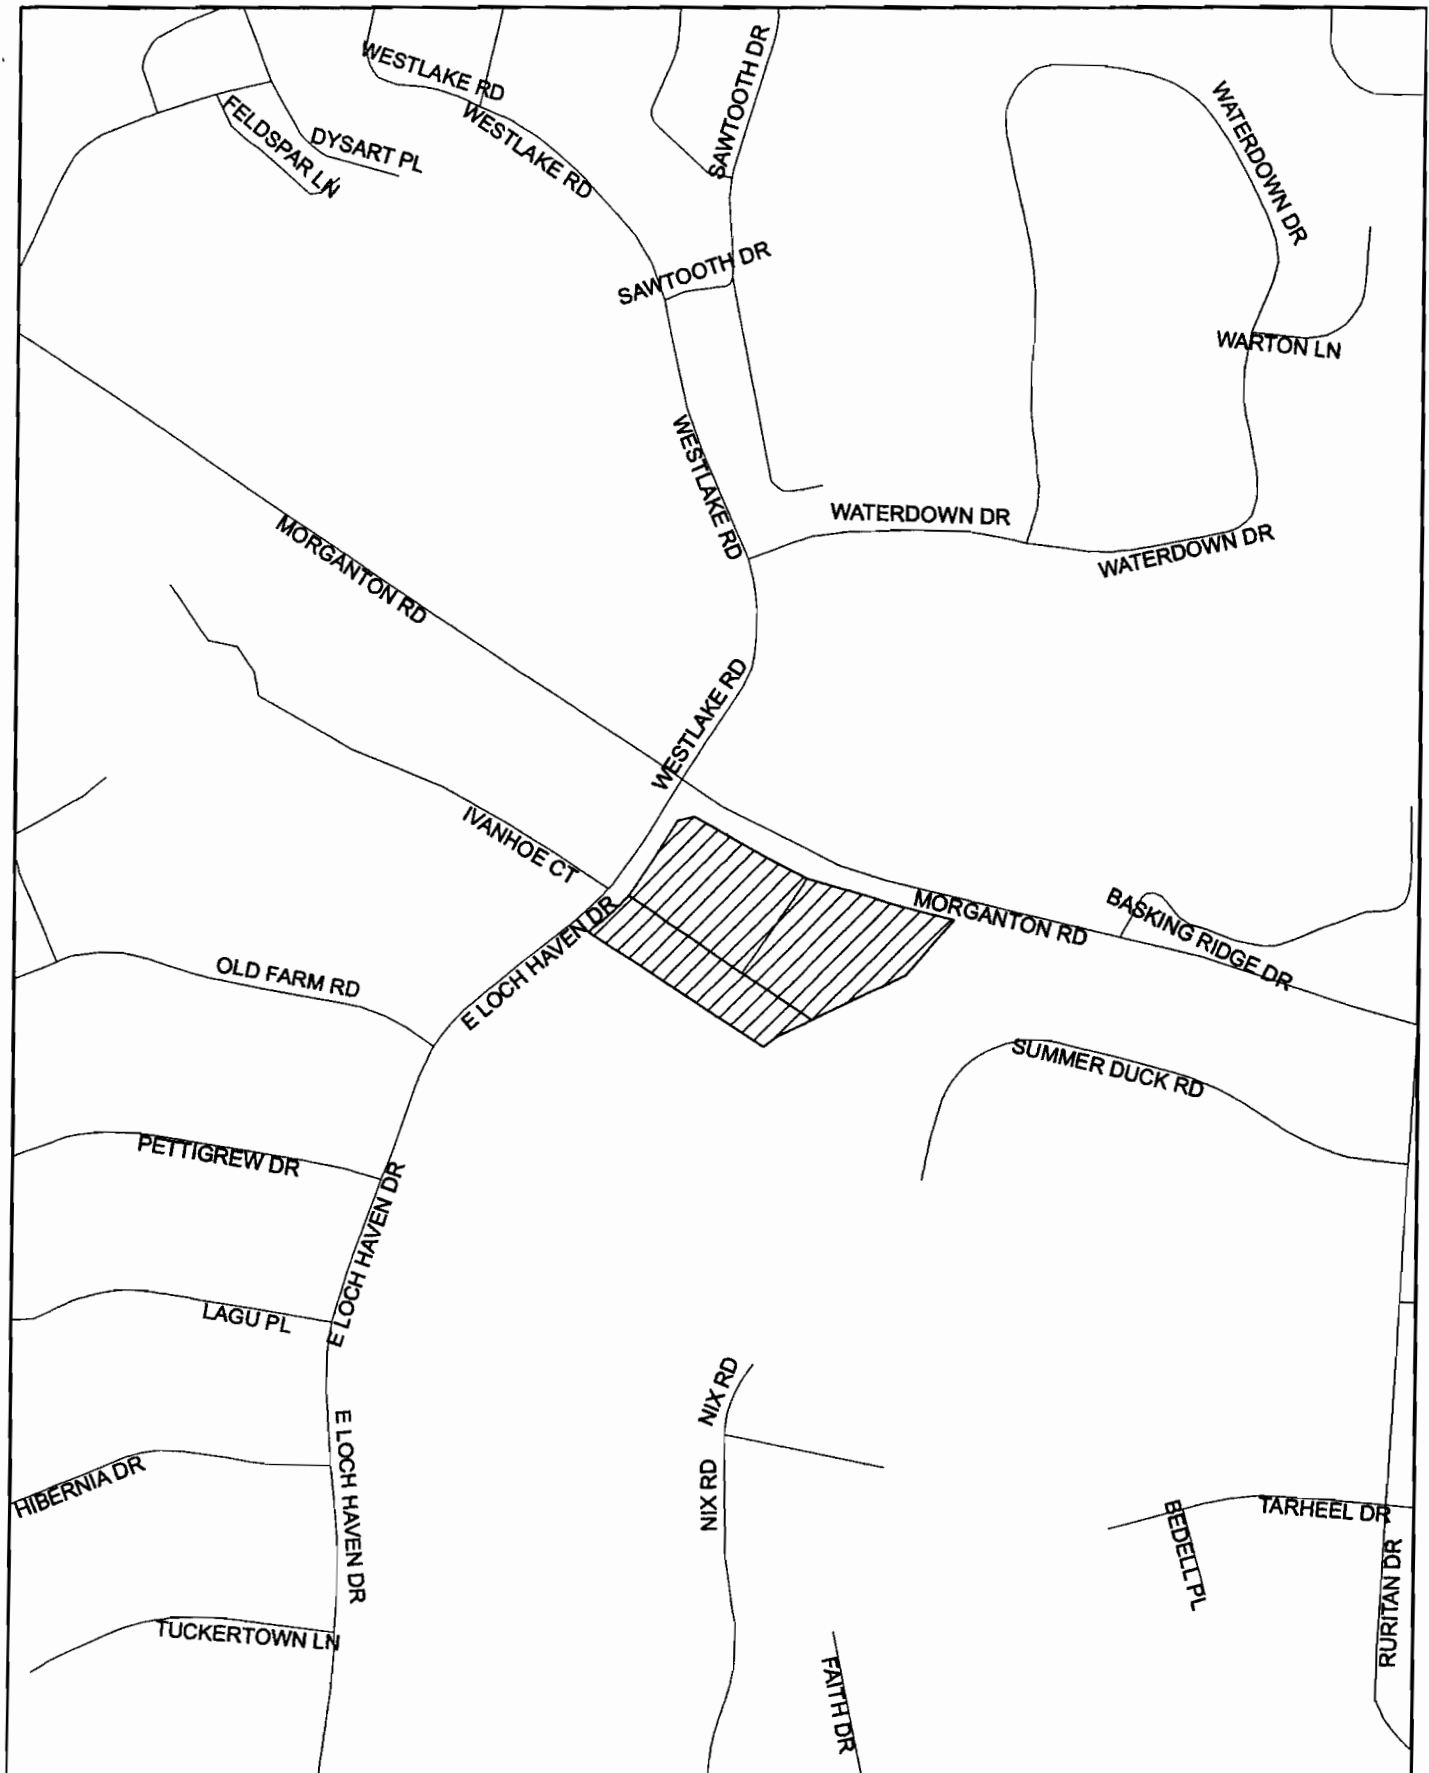 WESTLAKE RD
SAWTOOTH DR
WATERDOWN DR
FELDSPAR LN
DYSART PL
WESTLAKE RD
SAWTOOTH DR
WARTON LN
WESTLAKE RD
WATERDOWN DR
WATERDOWN DR
MORGANTON RD
WESTLAKE RD
IVANHOE CT
MORGANTON RD
BASKING RIDGE DR
E LOCH HAVEN DR
OLD FARM RD
SUMMER DUCK RD
PETTIGREW DR
E LOCH HAVEN DR
LAGU PL
NIX RD
E LOCH HAVEN DR
HIBERNIA DR
NIX RD
TARHEEL DR
BEDELL PL
RURITAN DR
TUCKERTOWN LN
FAITH DR